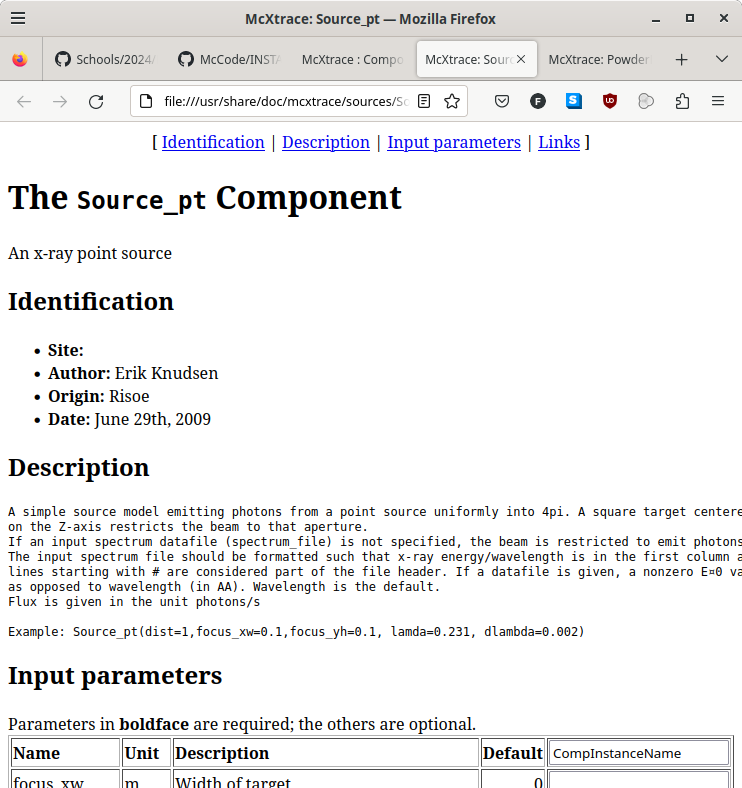 McXtrace: Source_pt — Mozilla Firefox
Schools/2024/
McCode/INSTA
McXtrace : Compo
McXtrace: Sourc
McXtrace: Powder
file:///usr/share/doc/mcxtrace/sources/So
[ Identification | Description | Input parameters | Links ]
The Source_pt Component
An x-ray point source
Identification
• Site:
• Author: Erik Knudsen
• Origin: Risoe
• Date: June 29th, 2009
Description
A simple source model emitting photons from a point source uniformly into 4pi. A square target centere
on the Z-axis restricts the beam to that aperture.
If an input spectrum datafile (spectrum_file) is not specified, the beam is restricted to emit photons
The input spectrum file should be formatted such that x-ray energy/wavelength is in the first column a
lines starting with # are considered part of the file header. If a datafile is given, a nonzero E¤0 va
as opposed to wavelength (in AA). Wavelength is the default.
Flux is given in the unit photons/s
Example: Source_pt(dist=1,focus_xw=0.1,focus_yh=0.1, lamda=0.231, dlambda=0.002)
Input parameters
Parameters in boldface are required; the others are optional.
Name Unit Description Default CompInstanceName
focus_xw m Width of target 0